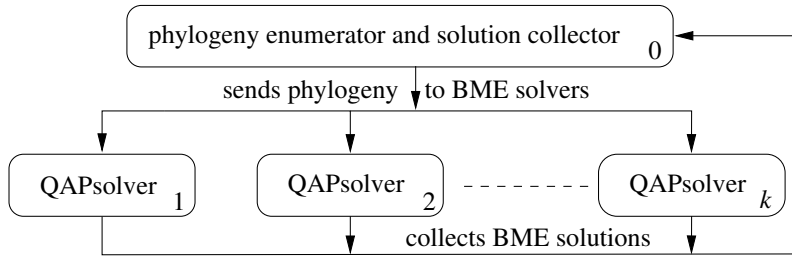 phylogeny enumerator and solution collector 0
sends phylogeny to BME solvers
QAPsolver 1 QAPsolver 2 QAPsolver k
collects BME solutions